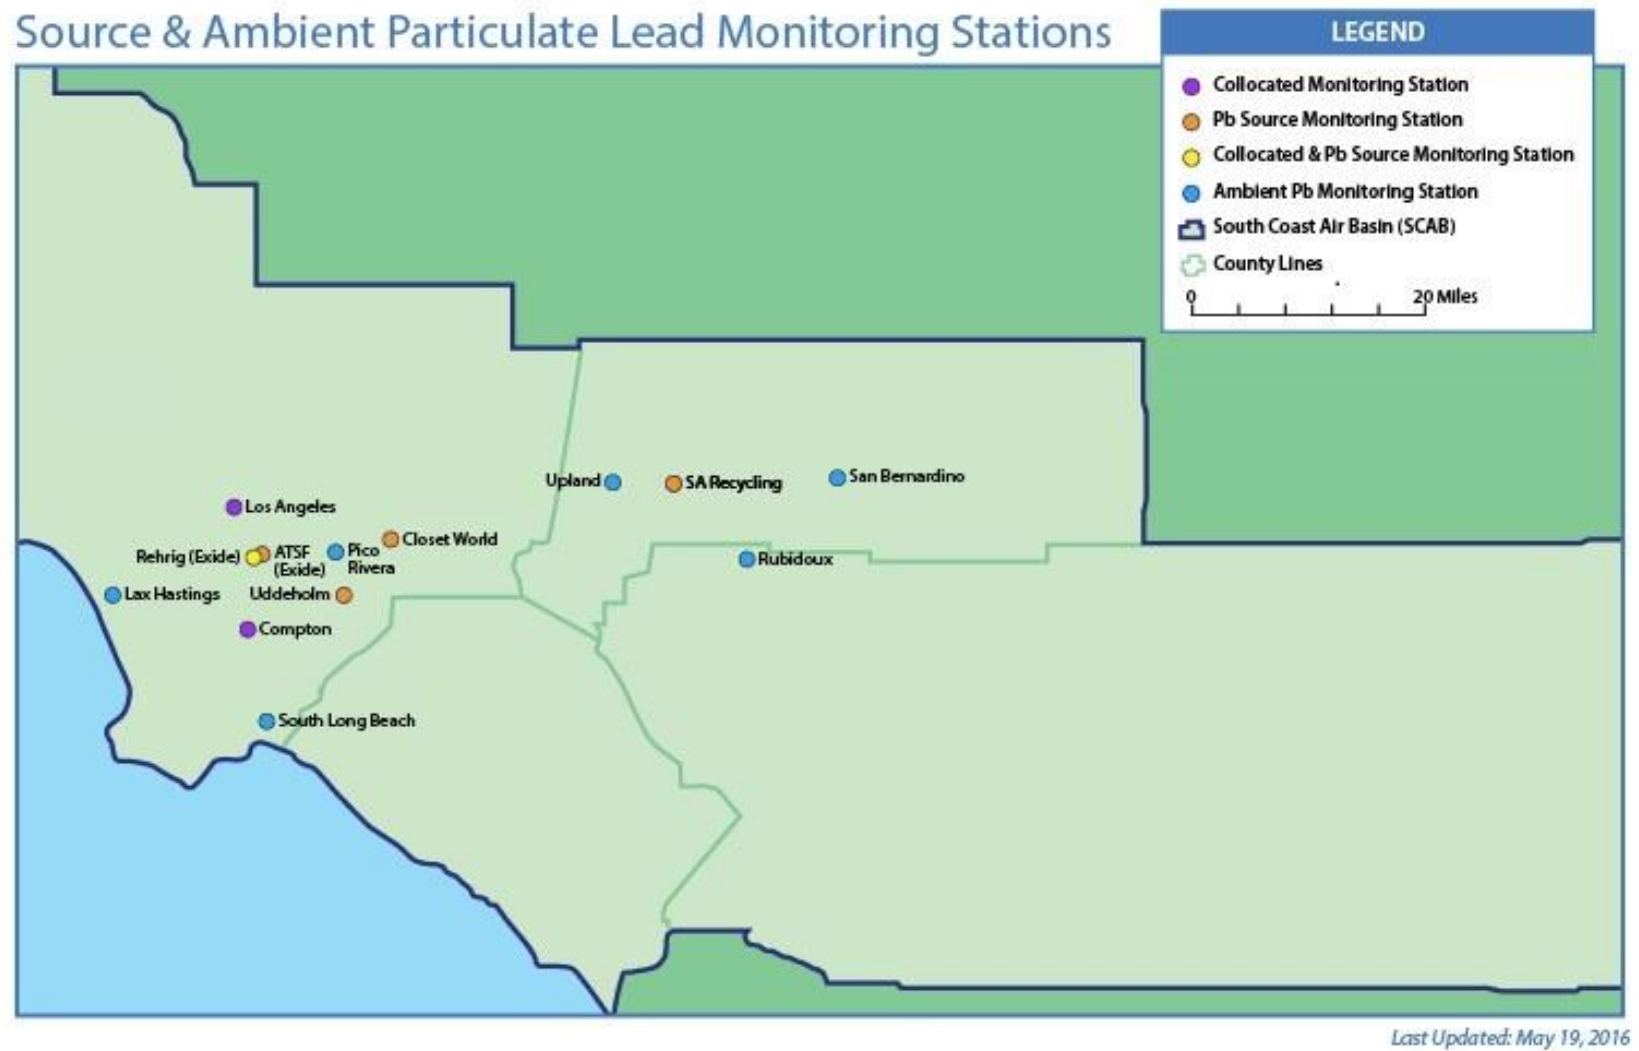 Source & Ambient Particulate Lead Monitoring Stations
LEGEND
Collocated Monitoring Station
Pb Source Monitoring Station
Collocated & Pb Source Monitoring Station
Ambient Pb Monitoring Station
South Coast Air Basin (SCAB)
County Lines
0 20 Miles
Upland
SA Recycling
San Bernardino
Los Angeles
Closet World
Rehrig (Exide)
ATSF
(Exide)
Pico
Rivera
Rubidoux
Lax Hastings
Uddeholm
Compton
South Long Beach
Last Updated: May 19, 2016